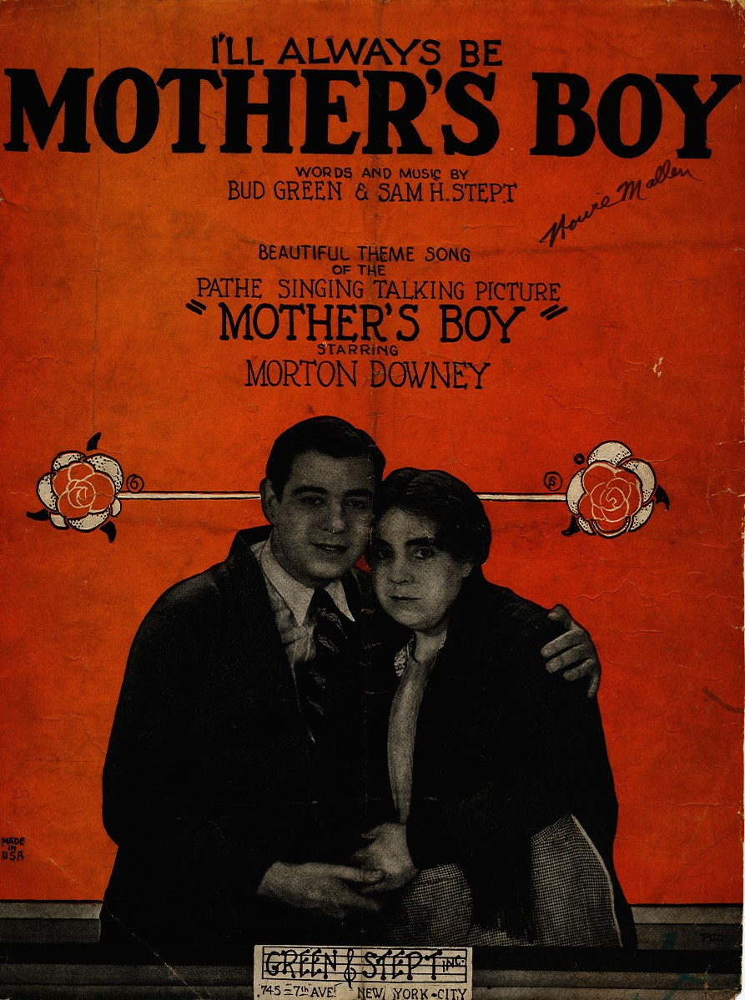 I'LL ALWAYS BE
MOTHER'S BOY
WORDS AND MUSIC BY
BUD GREEN & SAM H. STEPT
Howie Mallen
BEAUTIFUL THEME SONG
OF THE
PATHE SINGING TALKING PICTURE
"MOTHER'S BOY"
STARRING
MORTON DOWNEY
MADE
IN
USA
GREEN & STEPT INC.
745 = 7th AVE. NEW YORK-CITY